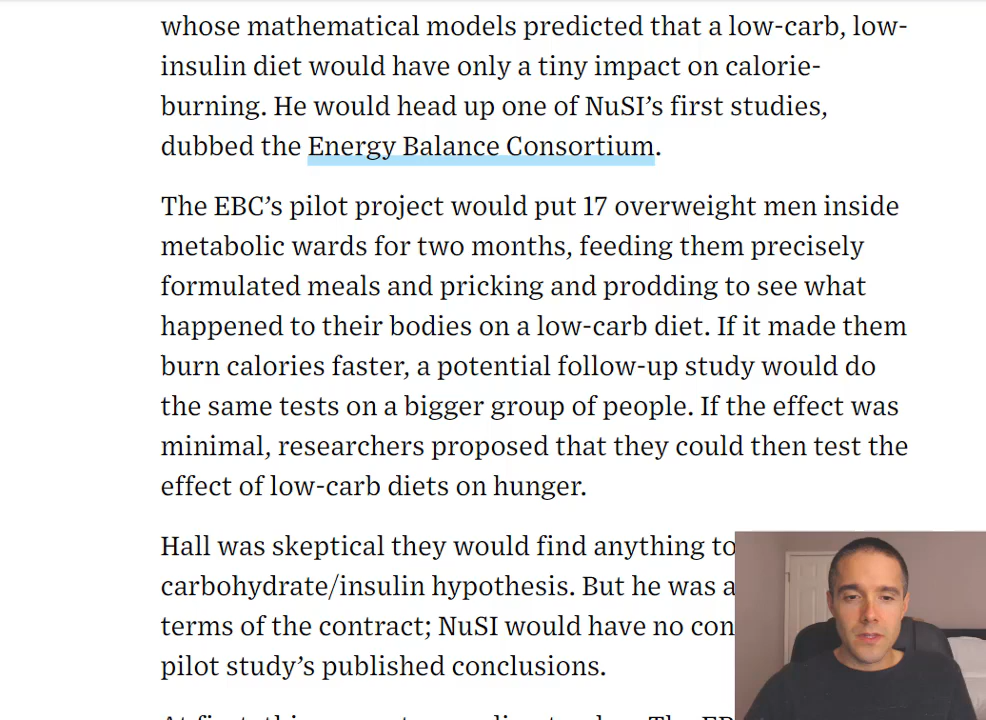 whose mathematical models predicted that a low-carb, low-
insulin diet would have only a tiny impact on calorie-
burning. He would head up one of NuSI’s first studies,
dubbed the Energy Balance Consortium.
The EBC’s pilot project would put 17 overweight men inside
metabolic wards for two months, feeding them precisely
formulated meals and pricking and prodding to see what
happened to their bodies on a low-carb diet. If it made them
burn calories faster, a potential follow-up study would do
the same tests on a bigger group of people. If the effect was
minimal, researchers proposed that they could then test the
effect of low-carb diets on hunger.
Hall was skeptical they would find anything to
carbohydrate/insulin hypothesis. But he was a
terms of the contract; NuSI would have no con
pilot study’s published conclusions.